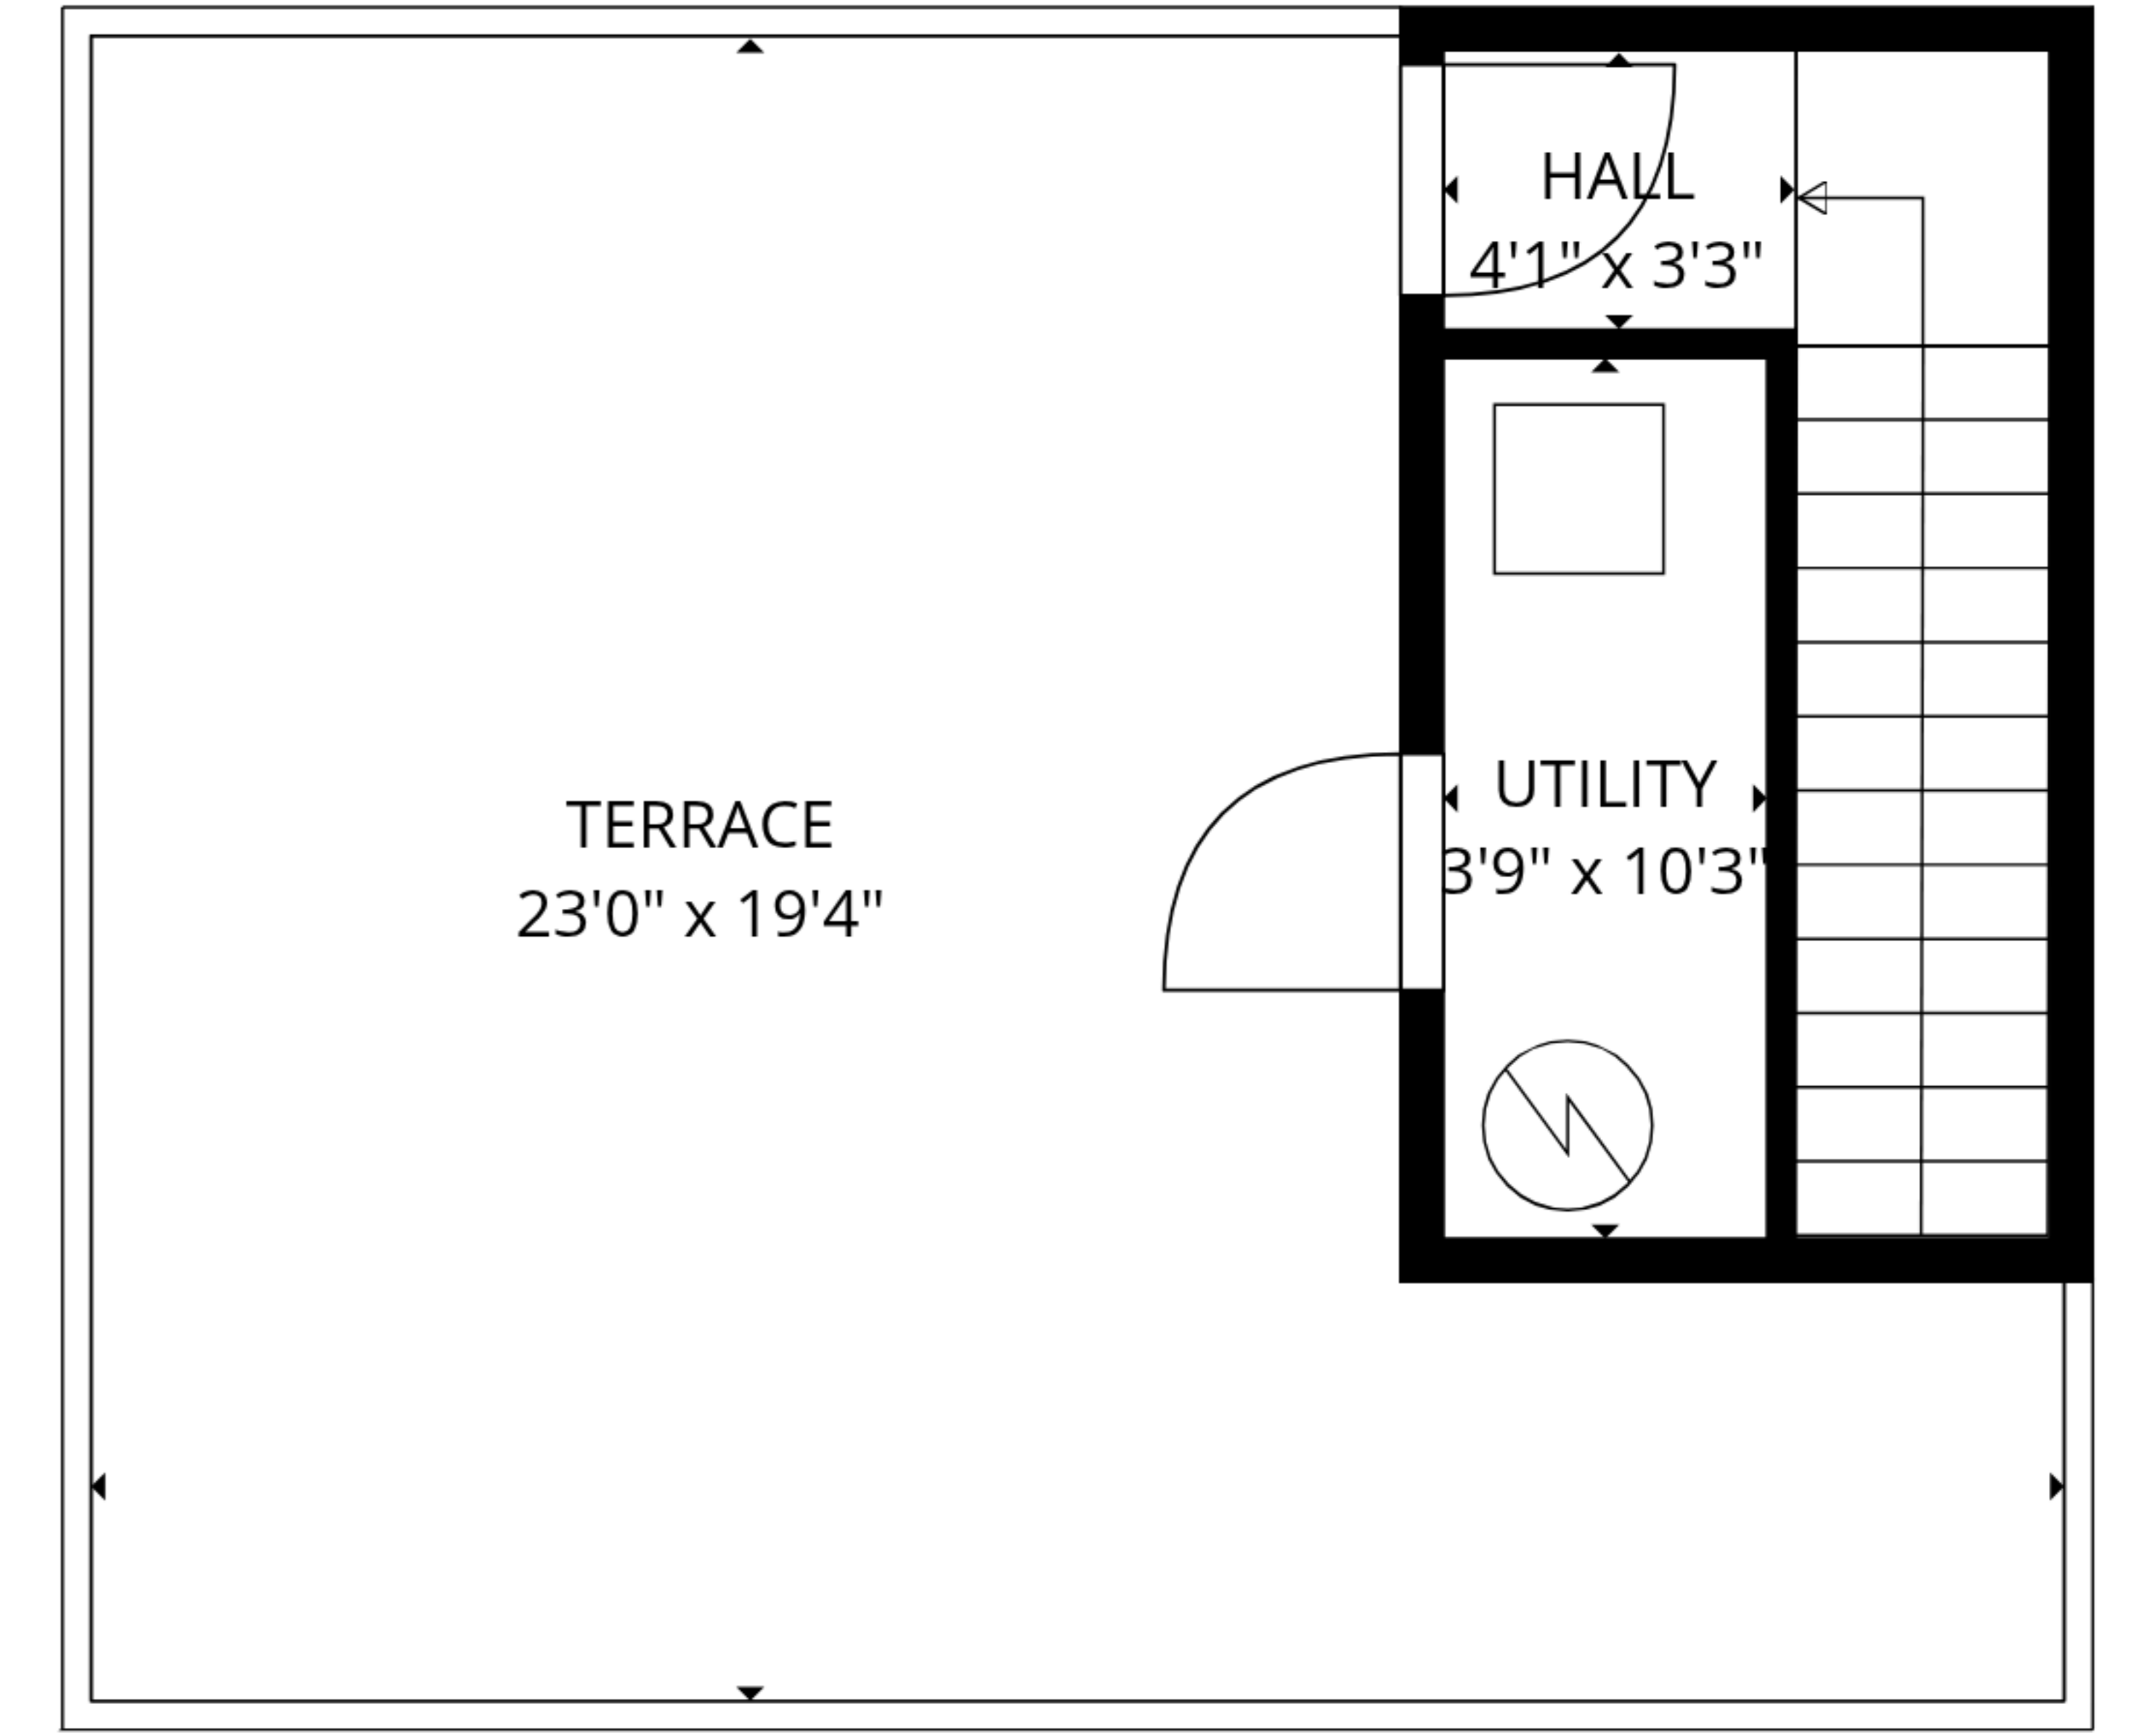 HALL
4'1" x 3'3"
UTILITY
3'9" x 10'3"
TERRACE
23'0" x 19'4"